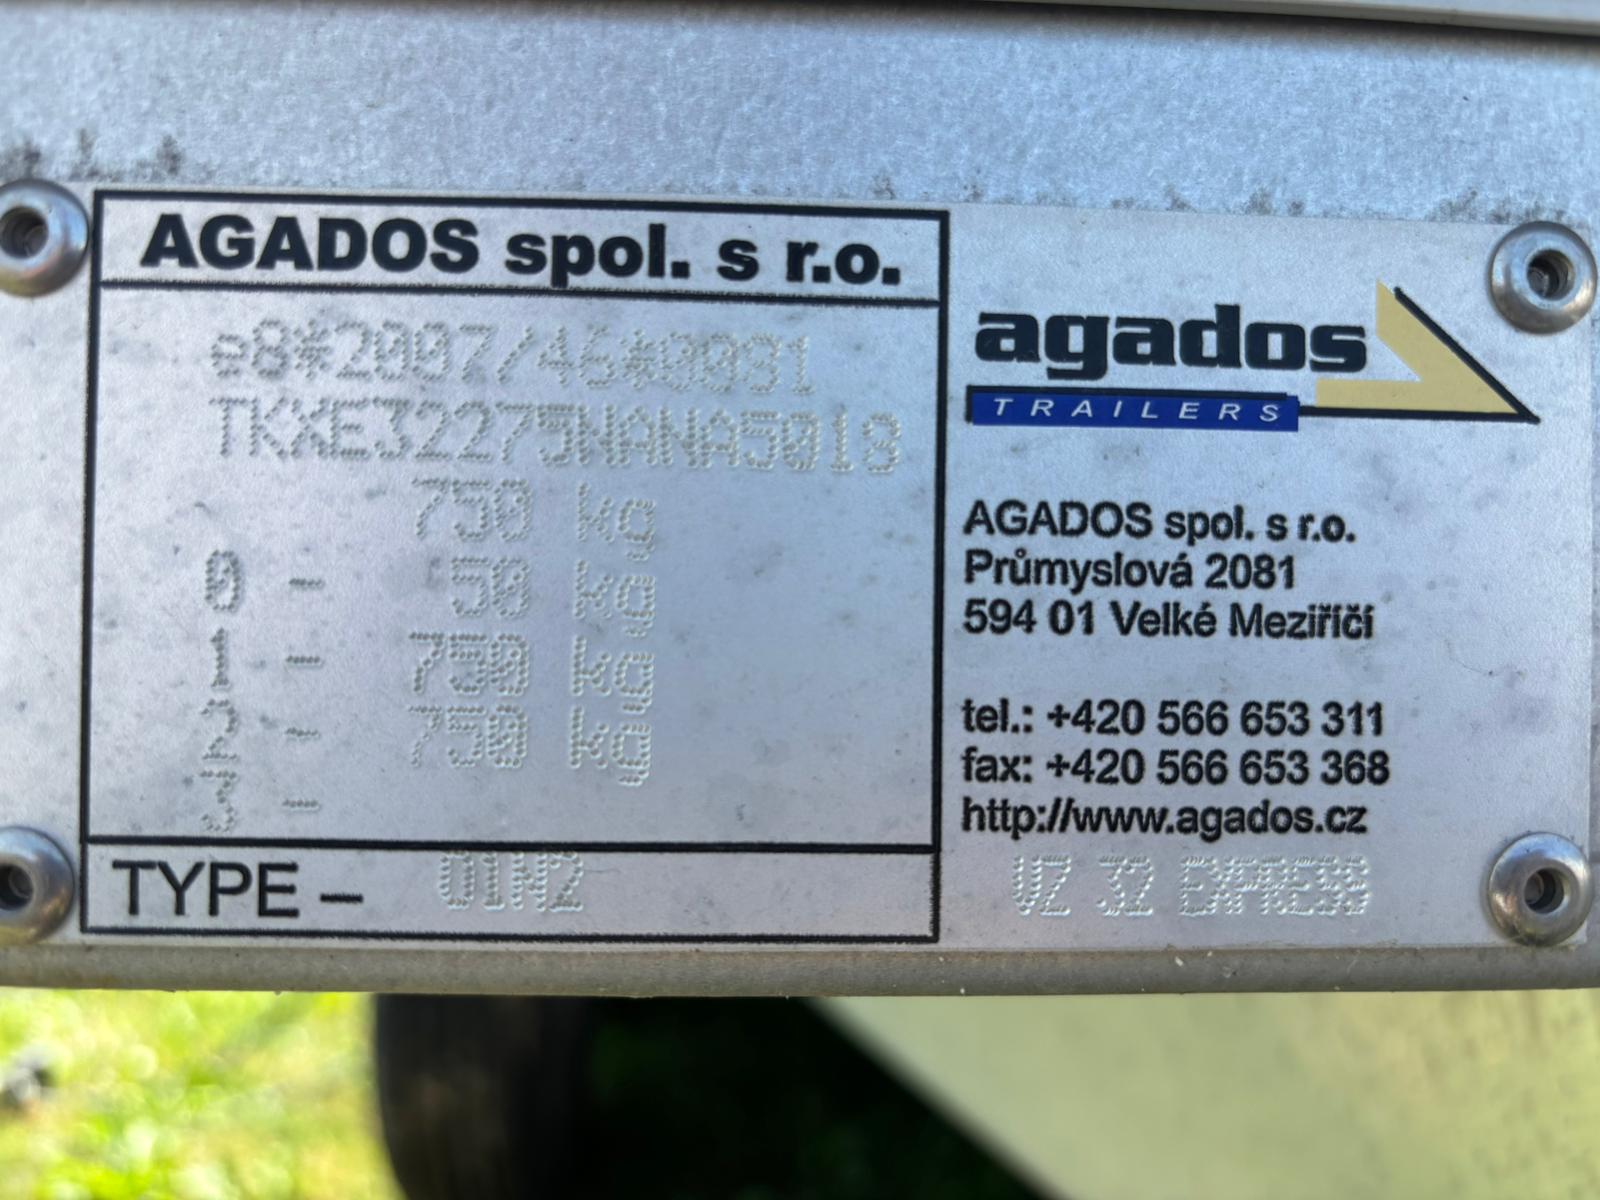 AGADOS spol. s r.o.
e8*2007/46*0091
TKXE32275NANA5018
750 kg
0 - 50 kg
1 - 750 kg
2 - 750 kg
3 -
TYPE – O1N2
agados
TRAILERS
AGADOS spol. s r.o.
Průmyslová 2081
594 01 Velké Meziříčí
tel.: +420 566 653 311
fax: +420 566 653 368
http://www.agados.cz
VZ 32 EXPRESS